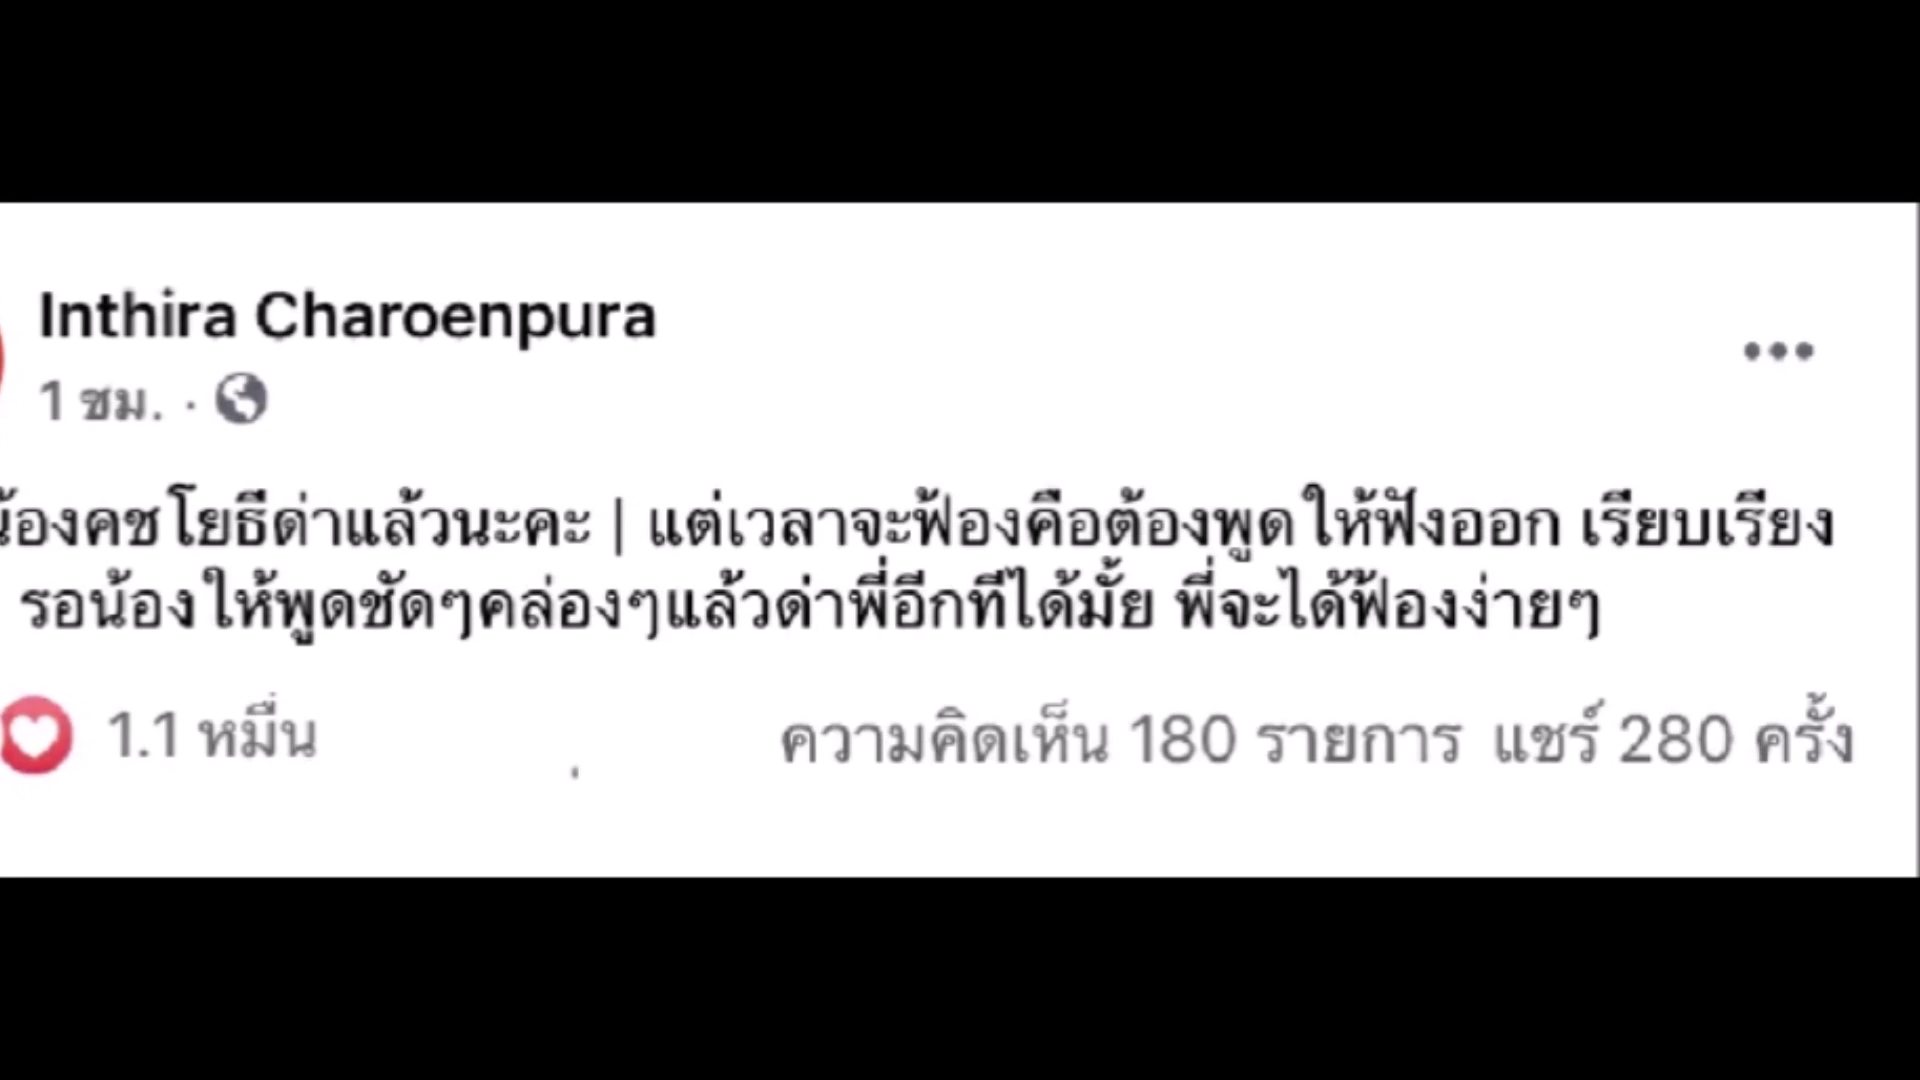 Inthira Charoenpura
1 ชม. ·
น้องคชโยธีด่าแล้วนะคะ | แต่เวลาจะฟ้องคือต้องพูดให้ฟังออก เรียบเรียง
รอน้องให้พูดชัดๆคล่องๆแล้วด่าพี่อีกทีได้มั้ย พี่จะได้ฟ้องง่ายๆ
1.1 หมื่น ความคิดเห็น 180 รายการ แชร์ 280 ครั้ง